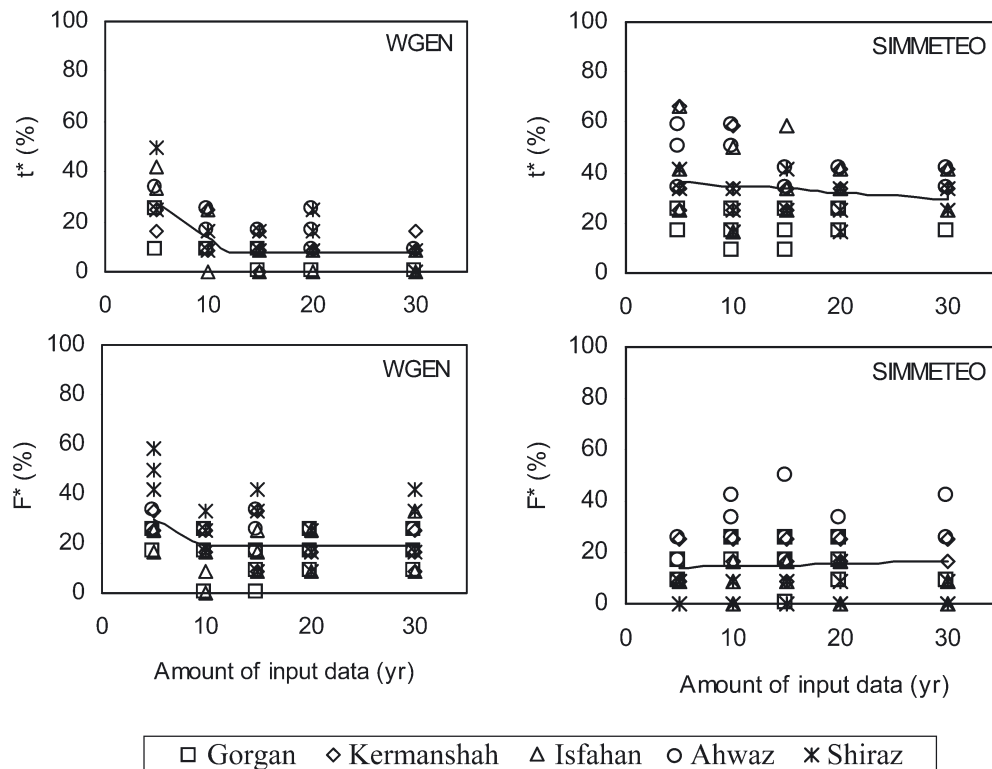 100
80
60
40
20
0
t* (%)
WGEN
0 10 20 30
100
80
60
40
20
0
t* (%)
SIMMETEO
0 10 20 30
100
80
60
40
20
0
F* (%)
WGEN
0 10 20 30
Amount of input data (yr)
100
80
60
40
20
0
F* (%)
SIMMETEO
0 10 20 30
Amount of input data (yr)
Gorgan Kermanshah Isfahan Ahwaz Shiraz